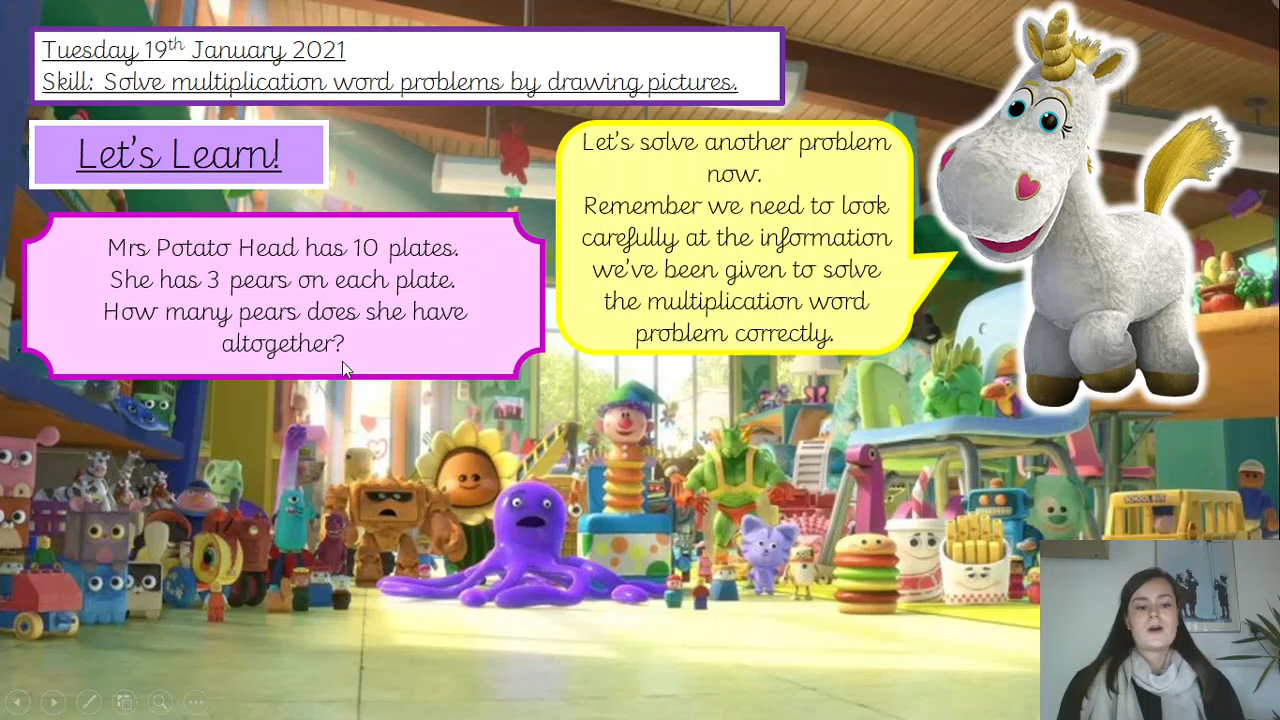 Tuesday 19th January 2021
Skill: Solve multiplication word problems by drawing pictures.
Let's Learn!
Mrs Potato Head has 10 plates.
She has 3 pears on each plate.
How many pears does she have
altogether?
Let's solve another problem
now.
Remember we need to look
carefully at the information
we've been given to solve
the multiplication word
problem correctly.
SCHOOL BUS